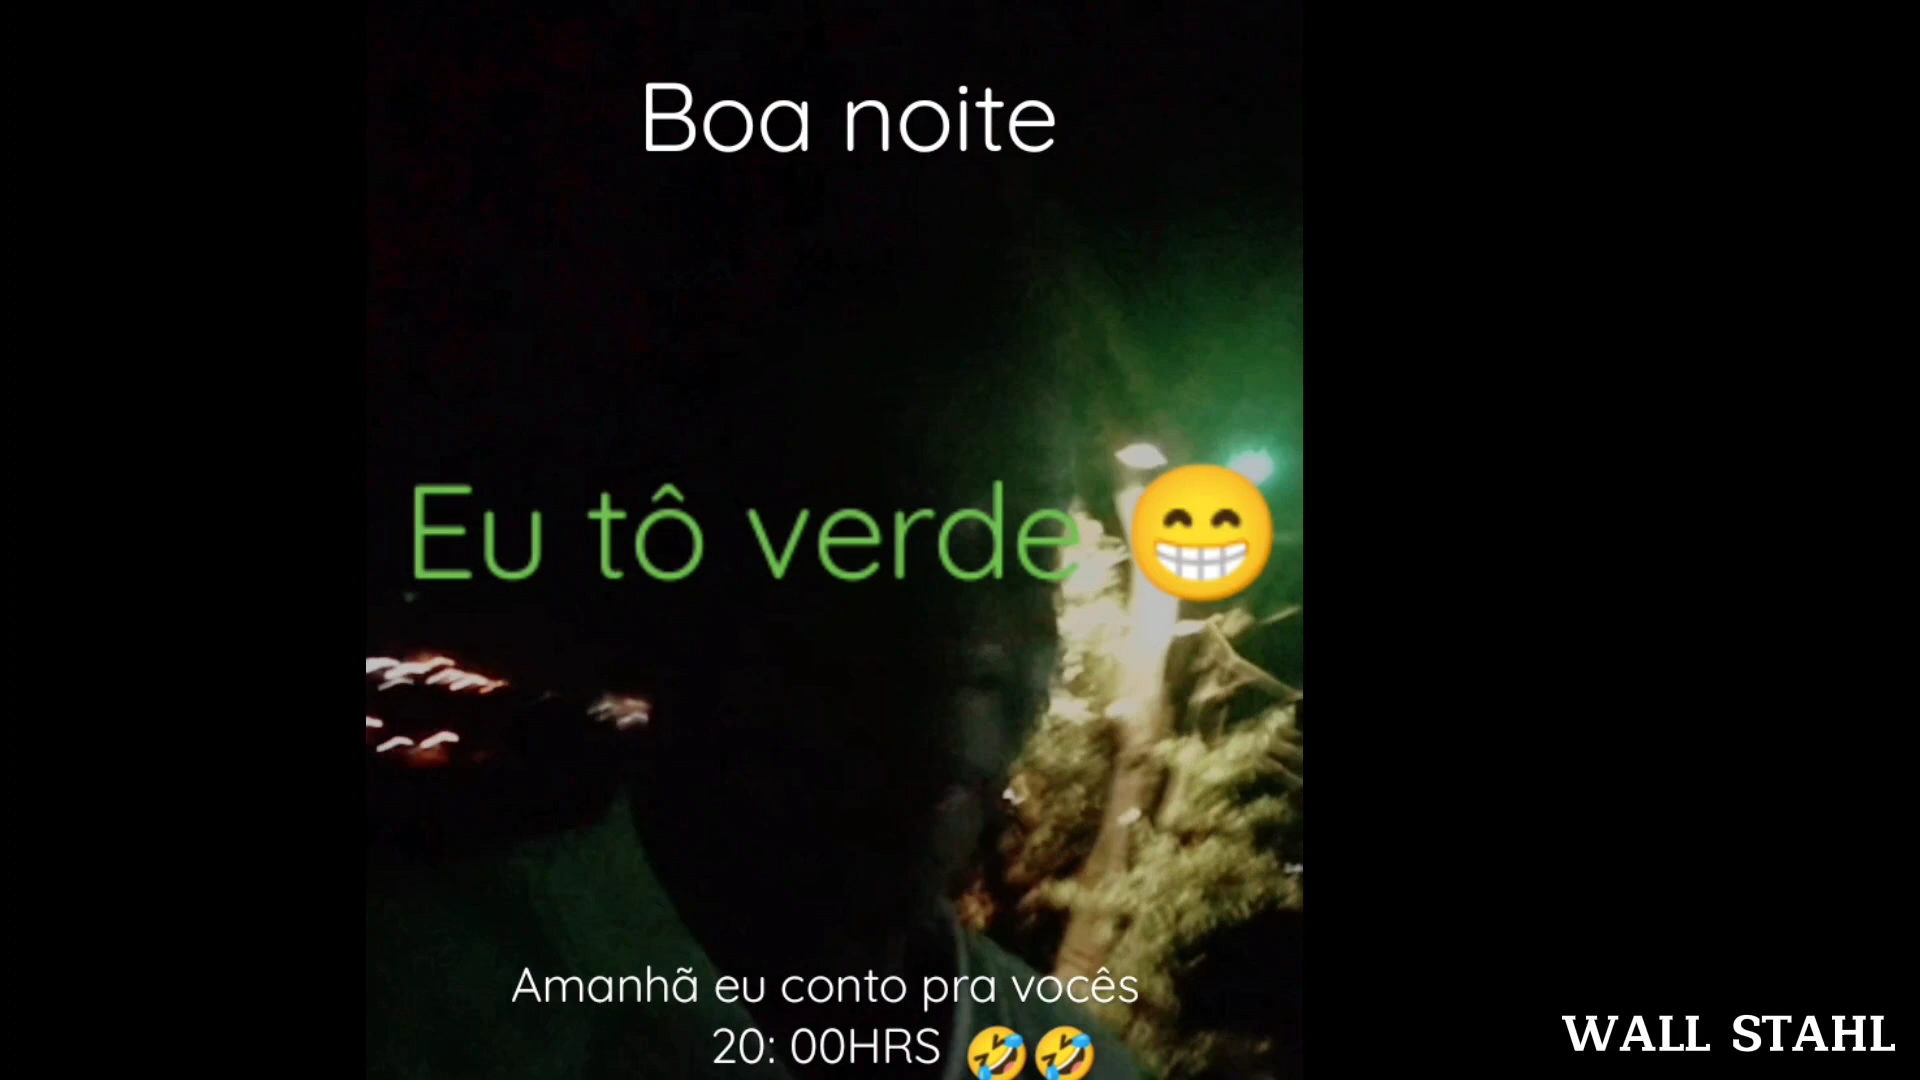 Boa noite
Eu tô verde 😁
Amanhã eu conto pra vocês
20: 00HRS 🤣🤣
WALL STAHL